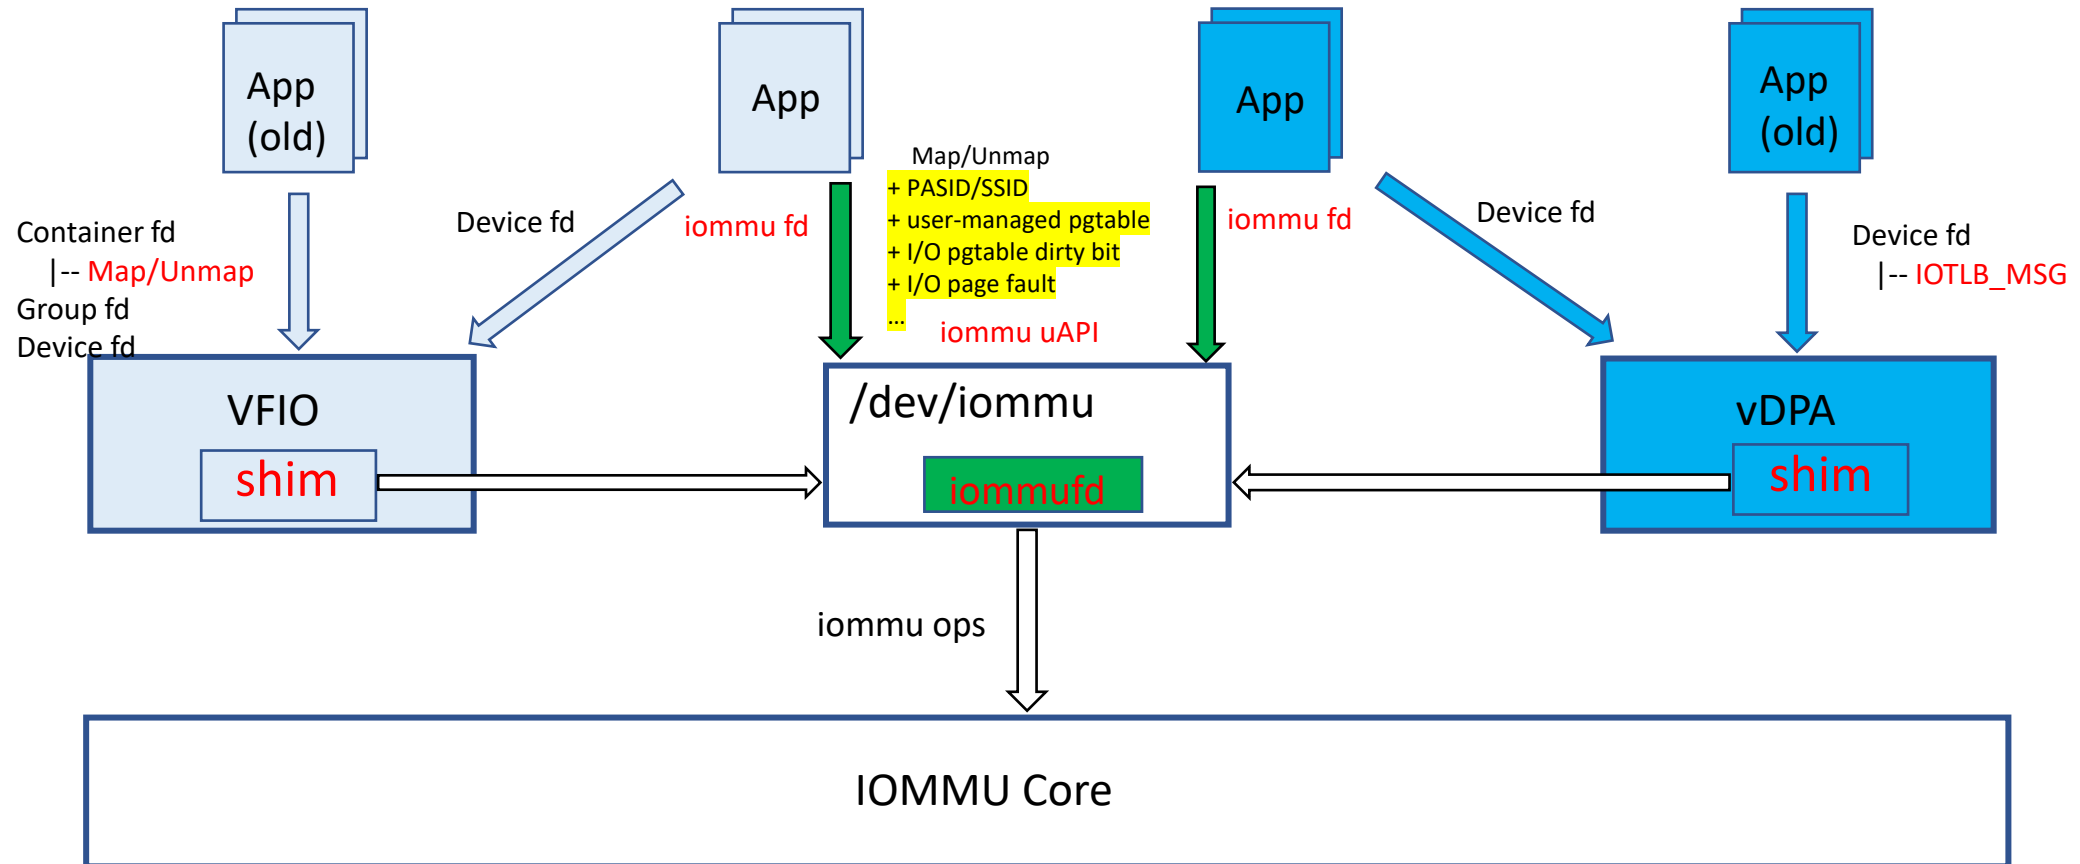 App
(old)
App
App
App
(old)
Map/Unmap
+ PASID/SSID
+ user-managed pgtable
+ I/O pgtable dirty bit
+ I/O page fault
...
iommu uAPI
Container fd
|-- Map/Unmap
Group fd
Device fd
Device fd
iommu fd
iommu fd
Device fd
Device fd
|-- IOTLB_MSG
VFIO
shim
/dev/iommu
iommufd
vDPA
shim
iommu ops
IOMMU Core